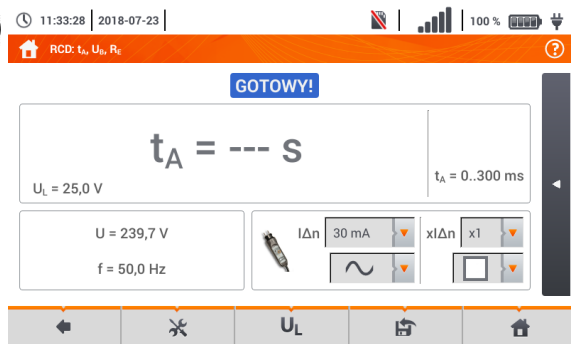 11:33:28 2018-07-23 100 %
RCD: tA, UB, RE ?
GOTOWY!
tA = --- s
tA = 0..300 ms
UL = 25,0 V
U = 239,7 V
f = 50,0 Hz
IΔn 30 mA xIΔn x1
UL